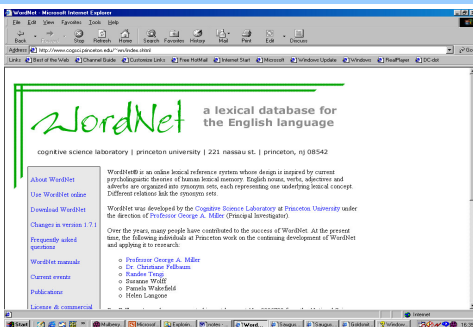 WordNet - Microsoft Internet Explorer
File Edit View Favorites Tools Help
Back Forward Stop Refresh Home Search Favorites History Mail Print Edit Discuss
Address http://www.cogsci.princeton.edu/~wn/index.shtml Go
Links Best of the Web Channel Guide Customize Links Free HotMail Internet Start Microsoft Windows Update Windows RealPlayer DC-dot
WordNet
a lexical database for
the English language
cognitive science laboratory | princeton university | 221 nassau st. | princeton, nj 08542
About WordNet
Use WordNet online
Download WordNet
Changes in version 1.7.1
Frequently asked
questions
WordNet manuals
Current events
Publications
License & commercial
WordNet® is an online lexical reference system whose design is inspired by current
psycholinguistic theories of human lexical memory. English nouns, verbs, adjectives and
adverbs are organized into synonym sets, each representing one underlying lexical concept.
Different relations link the synonym sets.
WordNet was developed by the Cognitive Science Laboratory at Princeton University under
the direction of Professor George A. Miller (Principal Investigator).
Over the years, many people have contributed to the success of WordNet. At the present
time, the following individuals at Princeton work on the continuing development of WordNet
and applying it to research:
Professor George A. Miller
Dr. Christiane Fellbaum
Randee Tengi
Susanne Wolff
Pamela Wakefield
Helen Langone
Internet
Start Mulberry Microsof... Explorin... Word... Window...